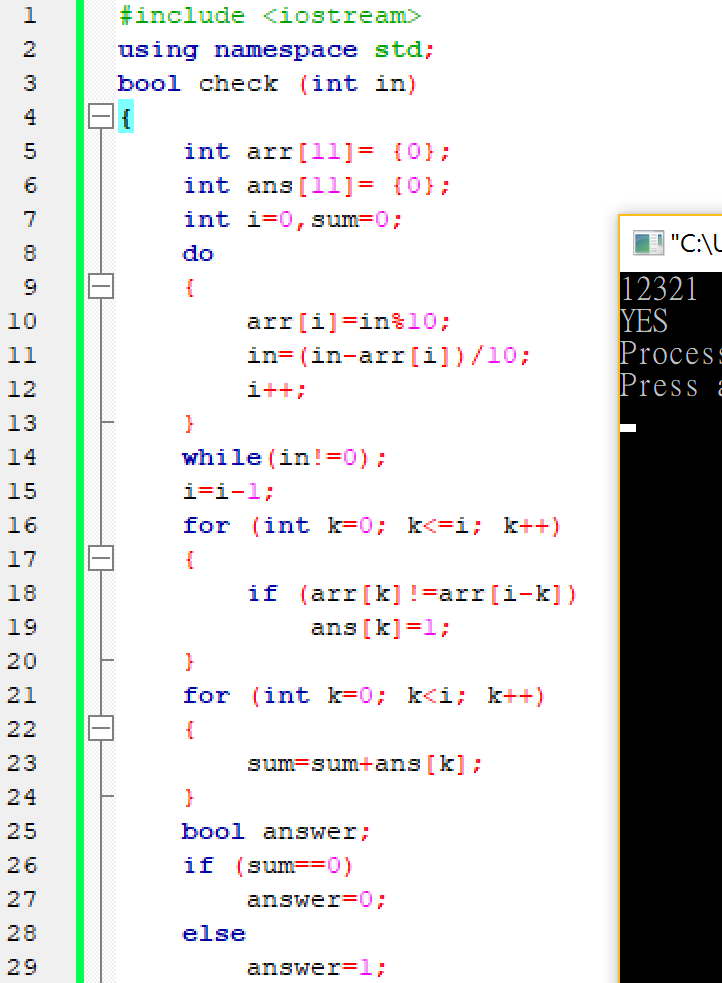 1 #include <iostream>
2 using namespace std;
3 bool check (int in)
4 {
5 int arr[11]= {0};
6 int ans[11]= {0};
7 int i=0,sum=0;
8 do
9 {
10 arr[i]=in%10;
11 in=(in-arr[i])/10;
12 i++;
13 }
14 while(in!=0);
15 i=i-1;
16 for (int k=0; k<=i; k++)
17 {
18 if (arr[k]!=arr[i-k])
19 ans[k]=1;
20 }
21 for (int k=0; k<i; k++)
22 {
23 sum=sum+ans[k];
24 }
25 bool answer;
26 if (sum==0)
27 answer=0;
28 else
29 answer=1;
"C:\U
12321
YES
Process
Press a